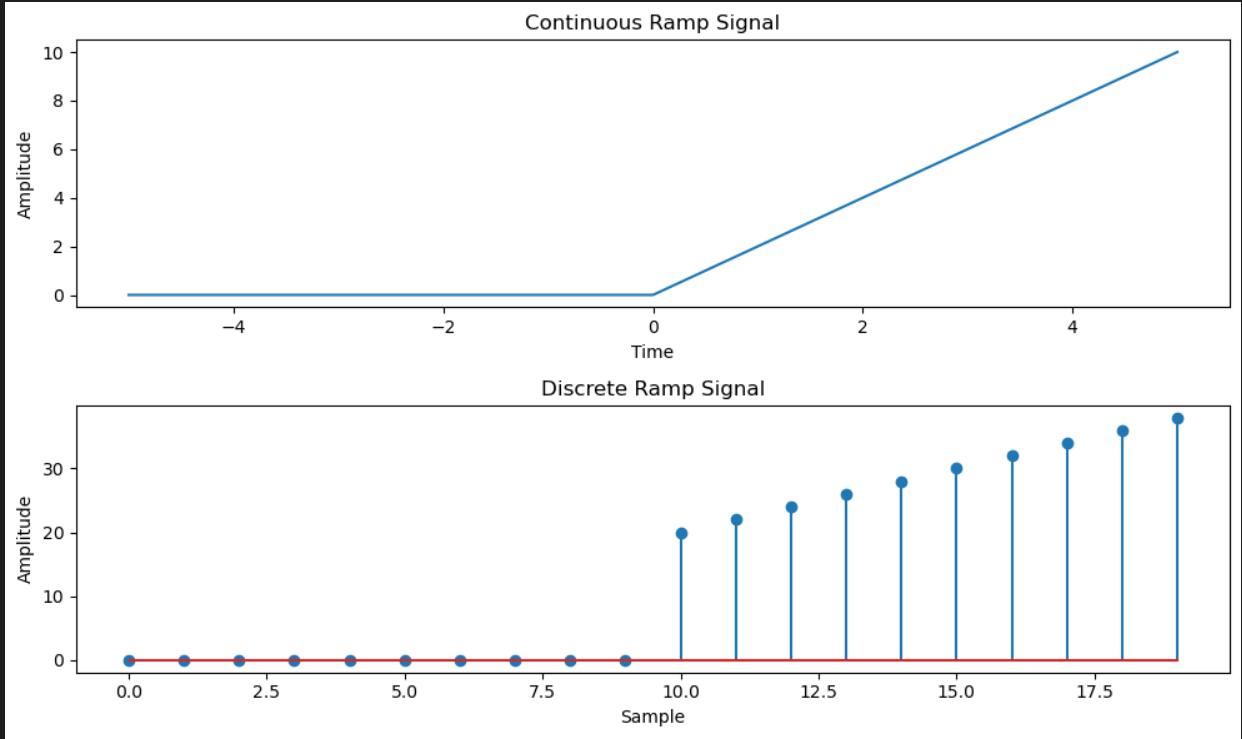 Continuous Ramp Signal
10
8
6
4
2
0
Amplitude
−4 −2 0 2 4
Time
Discrete Ramp Signal
30
20
10
0
Amplitude
0.0 2.5 5.0 7.5 10.0 12.5 15.0 17.5
Sample